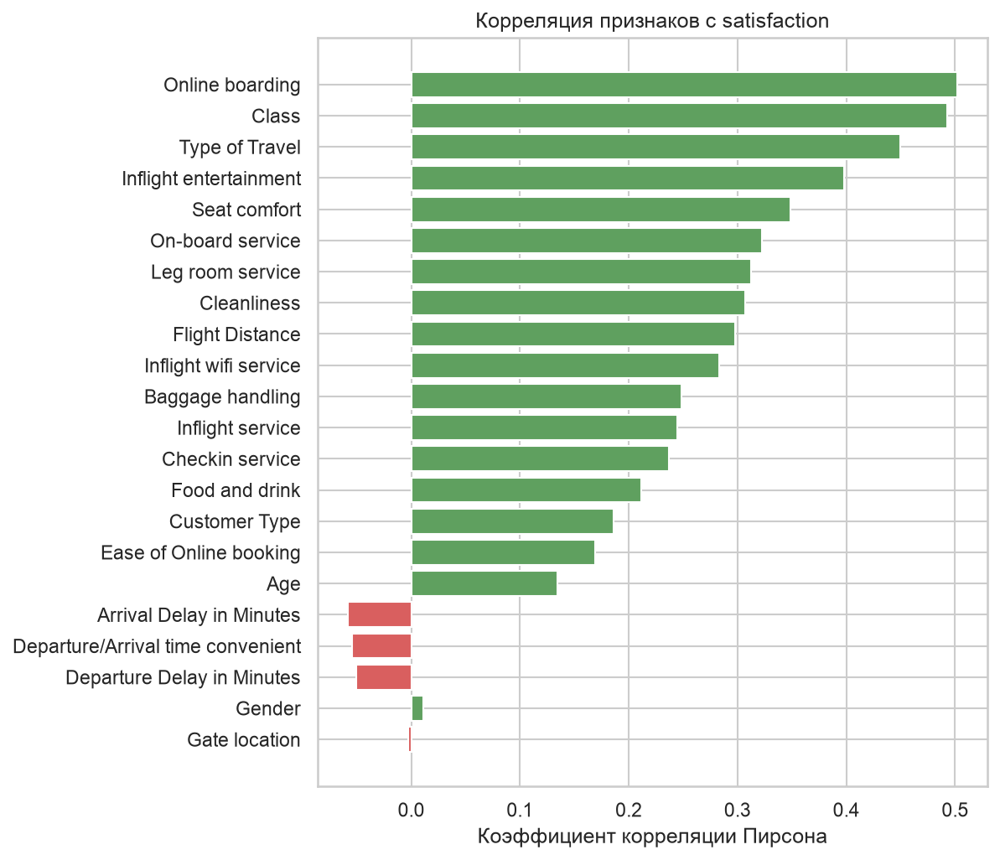 Корреляция признаков с satisfaction
Online boarding
Class
Type of Travel
Inflight entertainment
Seat comfort
On-board service
Leg room service
Cleanliness
Flight Distance
Inflight wifi service
Baggage handling
Inflight service
Checkin service
Food and drink
Customer Type
Ease of Online booking
Age
Arrival Delay in Minutes
Departure/Arrival time convenient
Departure Delay in Minutes
Gender
Gate location
0.0 0.1 0.2 0.3 0.4 0.5
Коэффициент корреляции Пирсона